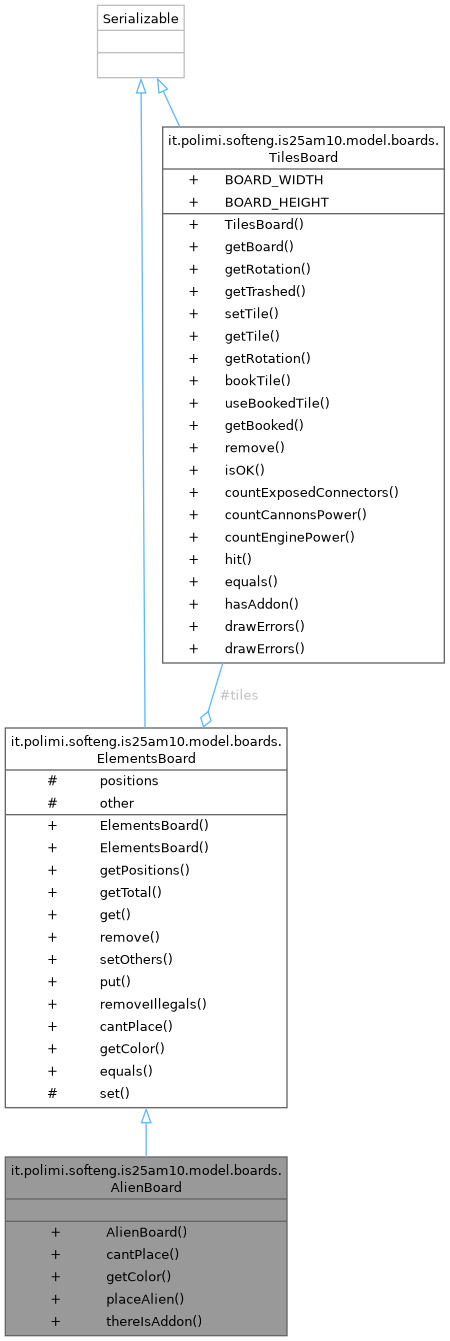 Serializable
it.polimi.softeng.is25am10.model.boards.
TilesBoard
+ BOARD_WIDTH
+ BOARD_HEIGHT
+ TilesBoard()
+ getBoard()
+ getRotation()
+ getTrashed()
+ setTile()
+ getTile()
+ getRotation()
+ bookTile()
+ useBookedTile()
+ getBooked()
+ remove()
+ isOK()
+ countExposedConnectors()
+ countCannonsPower()
+ countEnginePower()
+ hit()
+ equals()
+ hasAddon()
+ drawErrors()
+ drawErrors()
#tiles
it.polimi.softeng.is25am10.model.boards.
ElementsBoard
# positions
# other
+ ElementsBoard()
+ ElementsBoard()
+ getPositions()
+ getTotal()
+ get()
+ remove()
+ setOthers()
+ put()
+ removeIllegals()
+ cantPlace()
+ getColor()
+ equals()
# set()
it.polimi.softeng.is25am10.model.boards.
AlienBoard
+ AlienBoard()
+ cantPlace()
+ getColor()
+ placeAlien()
+ thereIsAddon()